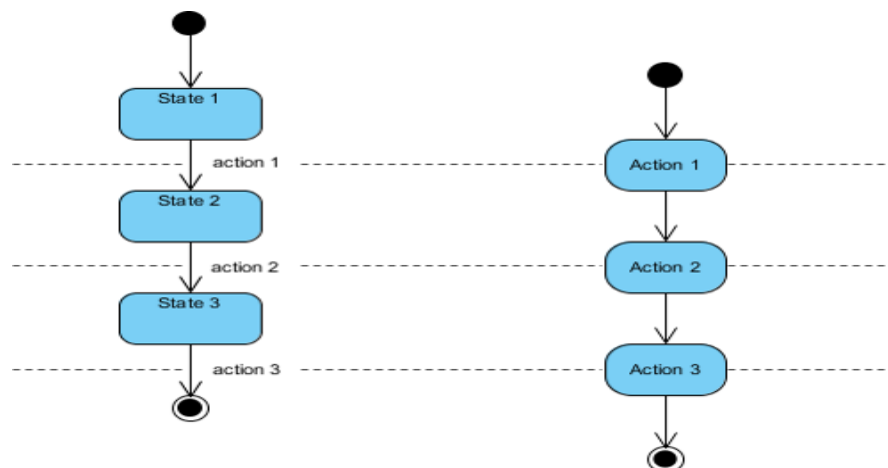 State 1
action 1
Action 1
State 2
action 2
Action 2
State 3
action 3
Action 3